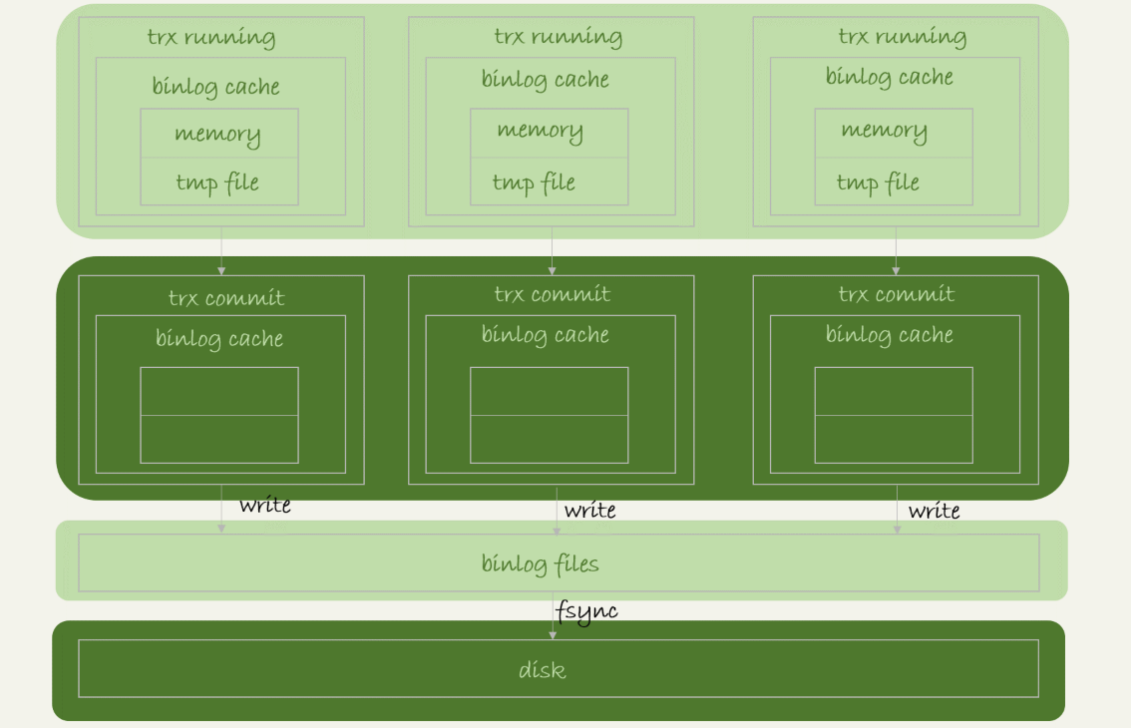 trx running
trx running
trx running
binlog cache
binlog cache
binlog cache
memory
memory
memory
tmp file
tmp file
tmp file
trx commit
trx commit
trx commit
binlog cache
binlog cache
binlog cache
write
write
write
binlog files
fsync
disk